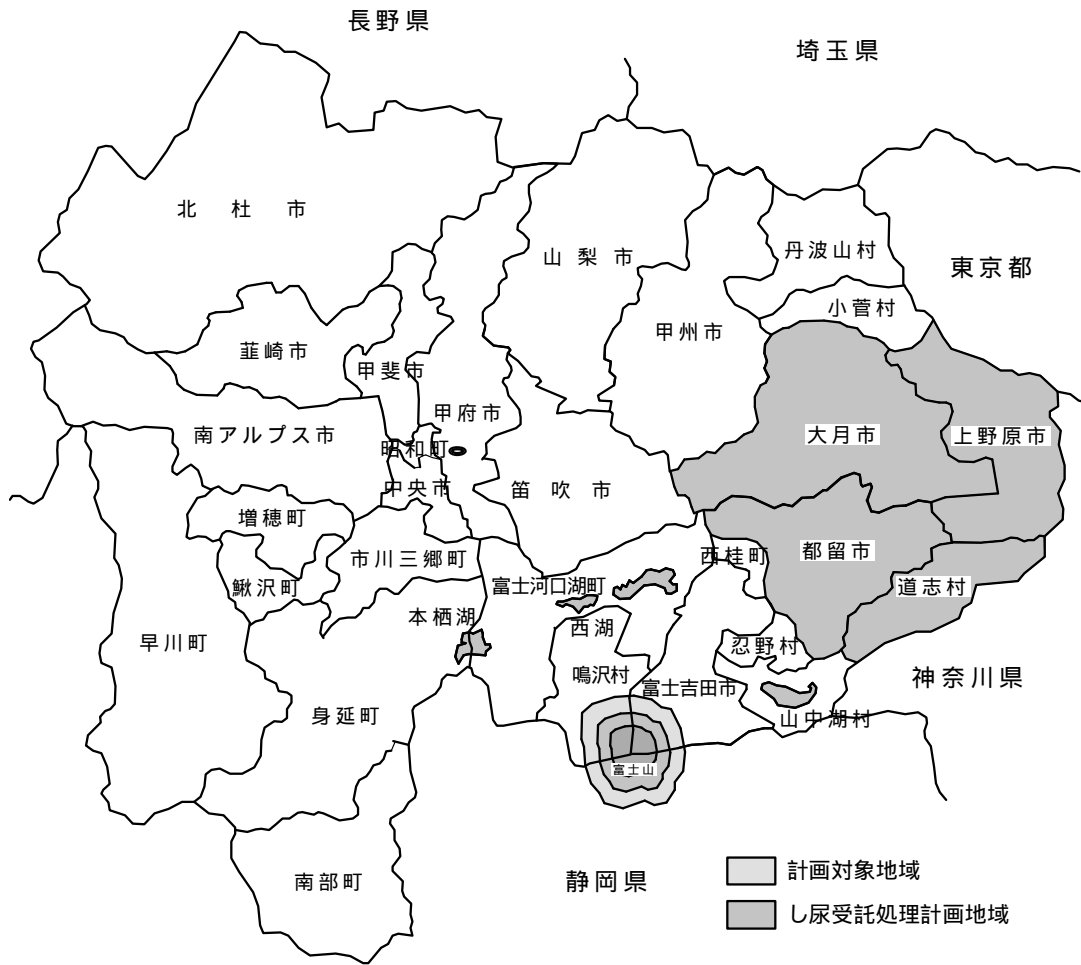 長野県
埼玉県
北杜市
山梨市
丹波山村
東京都
小菅村
甲州市
韮崎市
甲斐市
甲府市
南アルプス市
大月市
上野原市
昭和町
中央市
笛吹市
増穂町
市川三郷町
西桂町
都留市
鰍沢町
富士河口湖町
道志村
本栖湖
西湖
早川町
忍野村
鳴沢村
富士吉田市
神奈川県
身延町
山中湖村
富士山
南部町
静岡県
計画対象地域
し尿受託処理計画地域